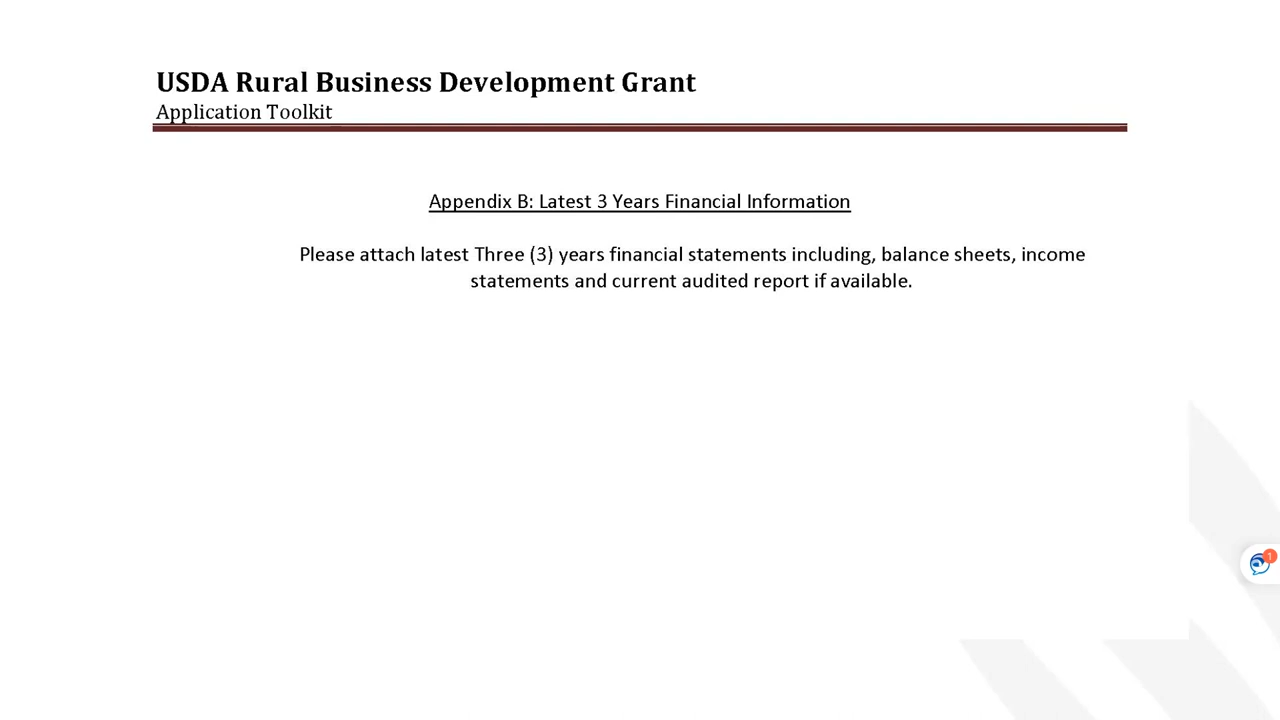 USDA Rural Business Development Grant
Application Toolkit
Appendix B: Latest 3 Years Financial Information
Please attach latest Three (3) years financial statements including, balance sheets, income
statements and current audited report if available.
1